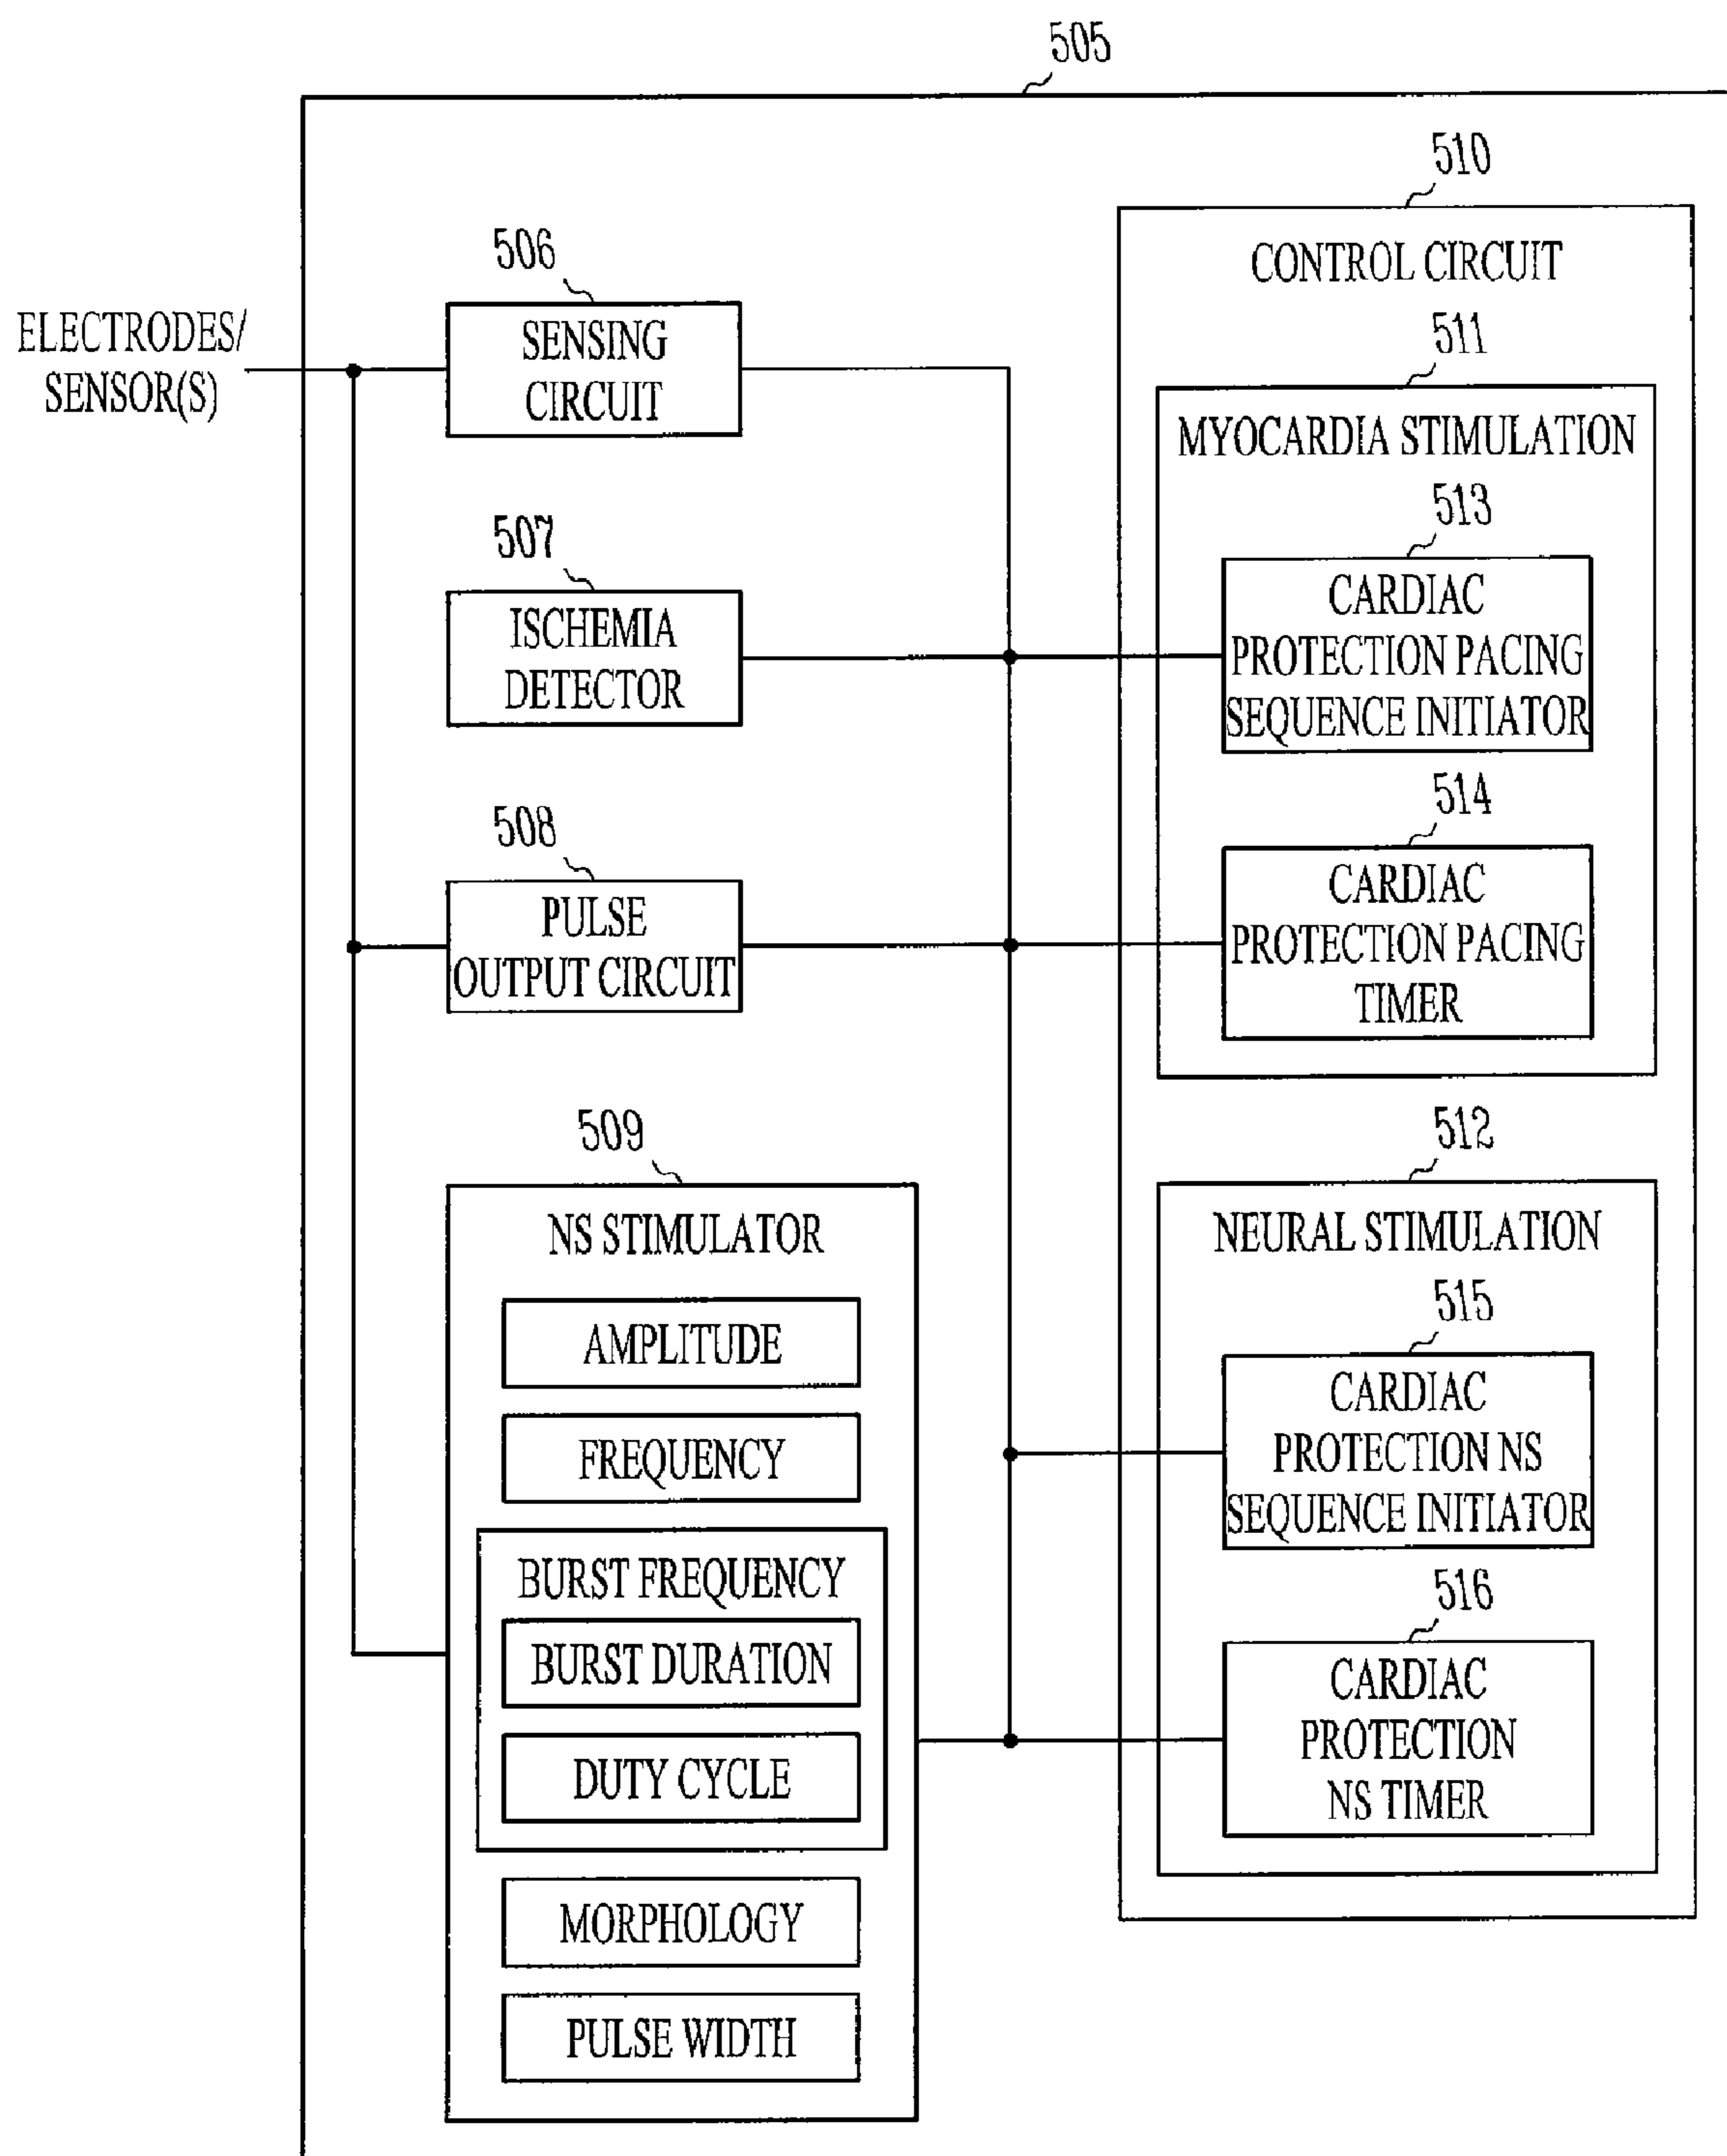 505
510
CONTROL CIRCUIT
506
ELECTRODES/
SENSOR(S)
SENSING
CIRCUIT
511
MYOCARDIA STIMULATION
507
ISCHEMIA
DETECTOR
513
CARDIAC
PROTECTION PACING
SEQUENCE INITIATOR
508
PULSE
OUTPUT CIRCUIT
514
CARDIAC
PROTECTION PACING
TIMER
509
NS STIMULATOR
AMPLITUDE
FREQUENCY
BURST FREQUENCY
BURST DURATION
DUTY CYCLE
MORPHOLOGY
PULSE WIDTH
512
NEURAL STIMULATION
515
CARDIAC
PROTECTION NS
SEQUENCE INITIATOR
516
CARDIAC
PROTECTION
NS TIMER